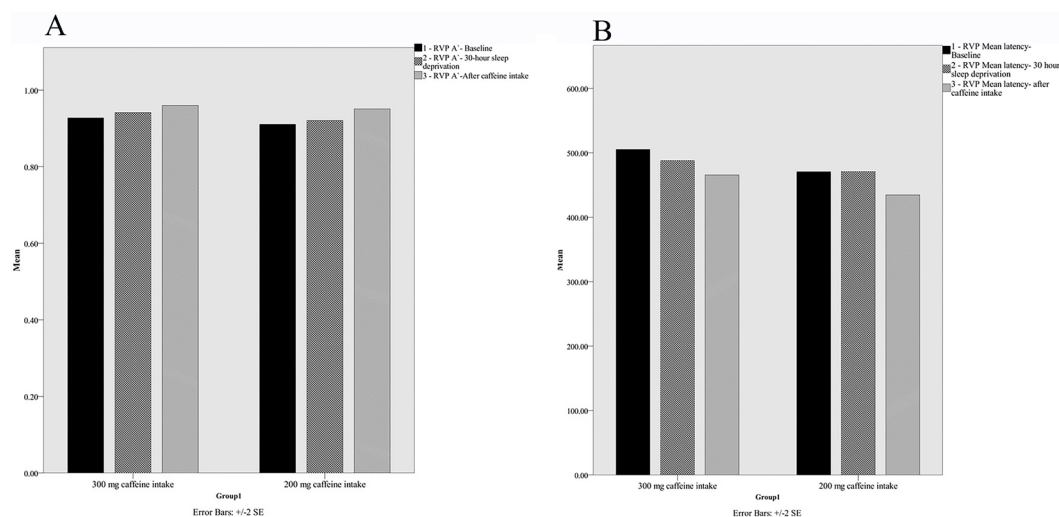 A
1 - RVP A`- Baseline
2 - RVP A`- 30-hour sleep
deprivation
3 - RVP A`-After caffeine intake
1.00
0.80
0.60
0.40
0.20
0.00
Mean
300 mg caffeine intake
200 mg caffeine intake
Group1
Error Bars: +/-2 SE
B
1 - RVP Mean latency-
Baseline
2 - RVP Mean latency- 30 hour
sleep deprivation
3 - RVP Mean latency- after
caffeine intake
600.00
500.00
400.00
300.00
200.00
100.00
0.00
Mean
300 mg caffeine intake
200 mg caffeine intake
Group1
Error Bars: +/-2 SE